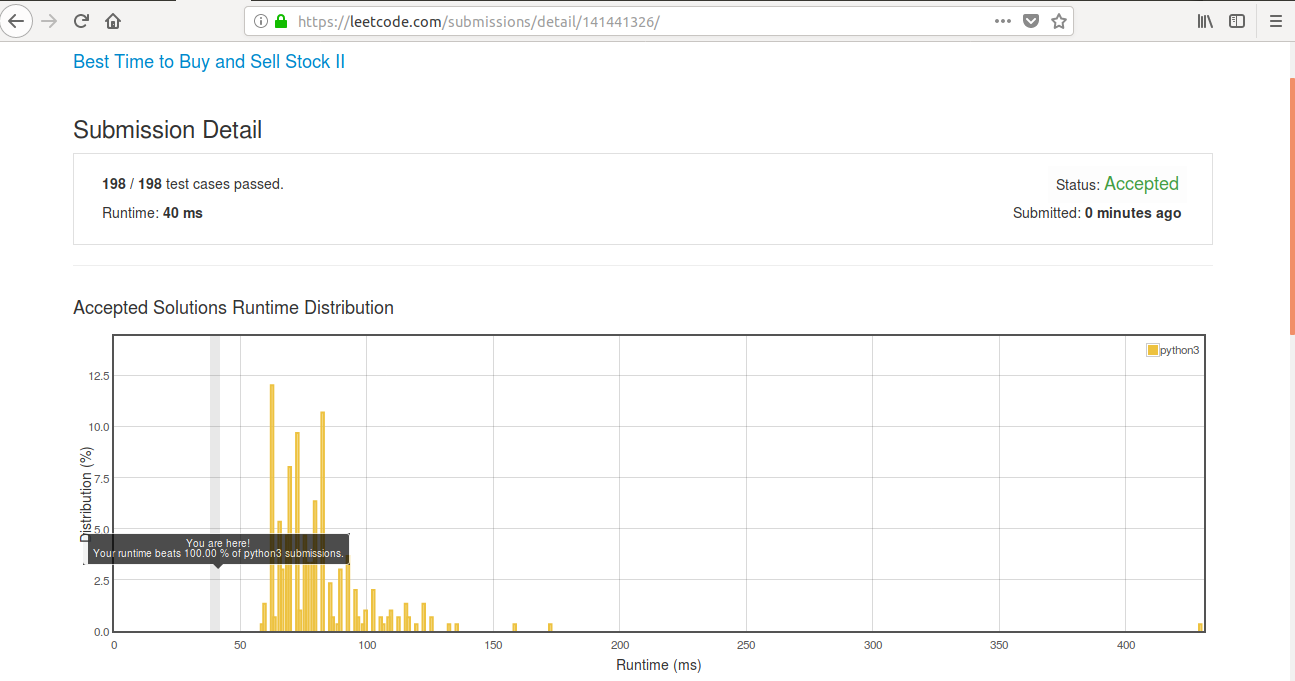 https://leetcode.com/submissions/detail/141441326/
Best Time to Buy and Sell Stock II
Submission Detail
198 / 198 test cases passed.
Status: Accepted
Runtime: 40 ms
Submitted: 0 minutes ago
Accepted Solutions Runtime Distribution
python3
12.5
10.0
7.5
5.0
2.5
0.0
Distribution (%)
You are here!
Your runtime beats 100.00 % of python3 submissions.
0 50 100 150 200 250 300 350 400
Runtime (ms)